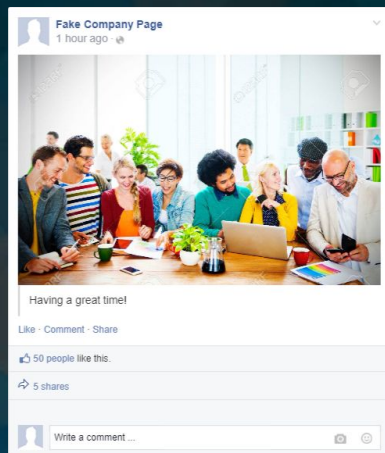 Fake Company Page
1 hour ago ·
Having a great time!
Like · Comment · Share
50 people like this.
5 shares
Write a comment ...